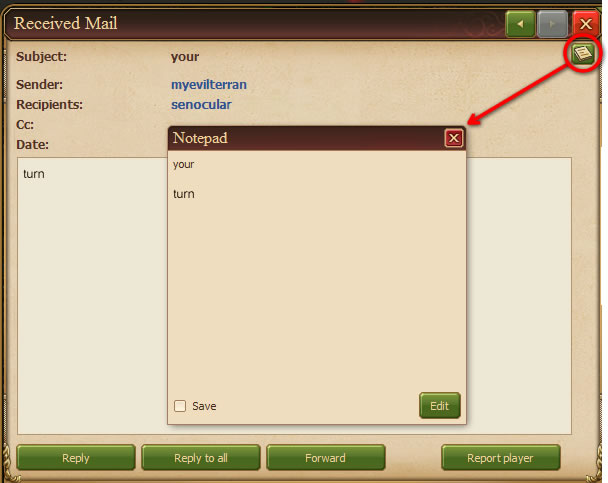 Received Mail
Subject: your
Sender: myevilterran
Recipients: senocular
Cc:
Date:
turn
Notepad
your
turn
Save
Edit
Reply
Reply to all
Forward
Report player